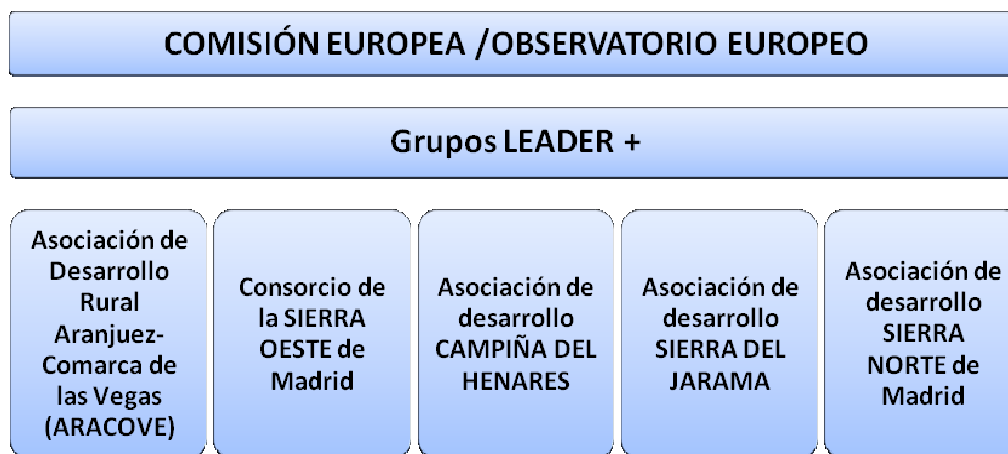 COMISIÓN EUROPEA /OBSERVATORIO EUROPEO
Grupos LEADER +
Asociación de
Desarrollo
Rural
Aranjuez-
Comarca de
las Vegas
(ARACOVE)
Consorcio de
la SIERRA
OESTE de
Madrid
Asociación de
desarrollo
CAMPIÑA DEL
HENARES
Asociación de
desarrollo
SIERRA DEL
JARAMA
Asociación de
desarrollo
SIERRA
NORTE de
Madrid